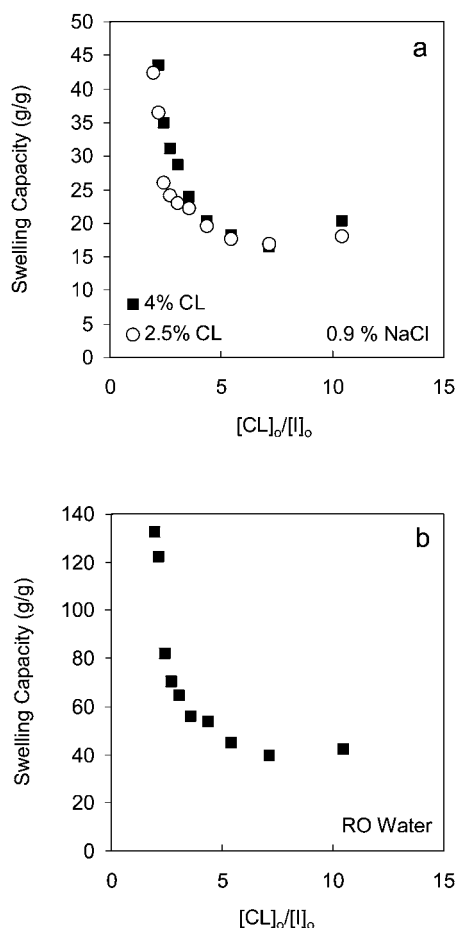 a
Swelling Capacity (g/g)
50
45
40
35
30
25
20
15
10
5
0
4% CL
2.5% CL
0.9 % NaCl
0 5 10 15
[CL]ₒ/[I]ₒ
b
Swelling Capacity (g/g)
140
120
100
80
60
40
20
0
RO Water
0 5 10 15
[CL]ₒ/[I]ₒ